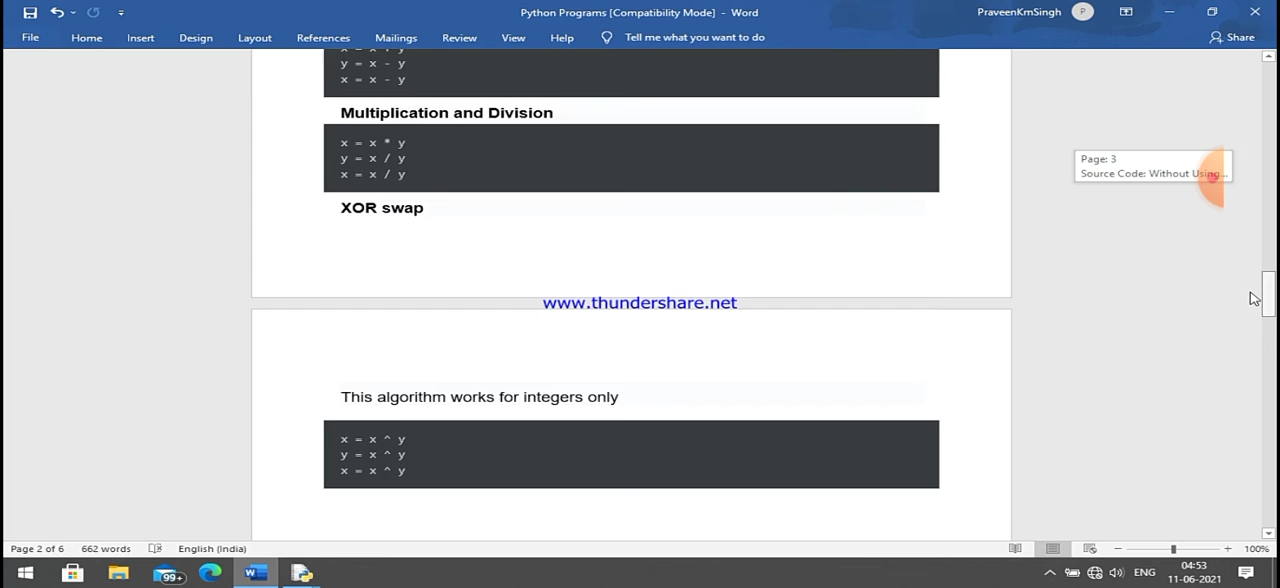 Python Programs [Compatibility Mode] - Word
PraveenKmSingh P
File Home Insert Design Layout References Mailings Review View Help Tell me what you want to do Share
y = x - y
x = x - y
Multiplication and Division
x = x * y
y = x / y
x = x / y
Page: 3
Source Code: Without Using...
XOR swap
www.thundershare.net
This algorithm works for integers only
x = x ^ y
y = x ^ y
x = x ^ y
Page 2 of 6 662 words English (India) 100%
99+ ENG 04:53
11-06-2021